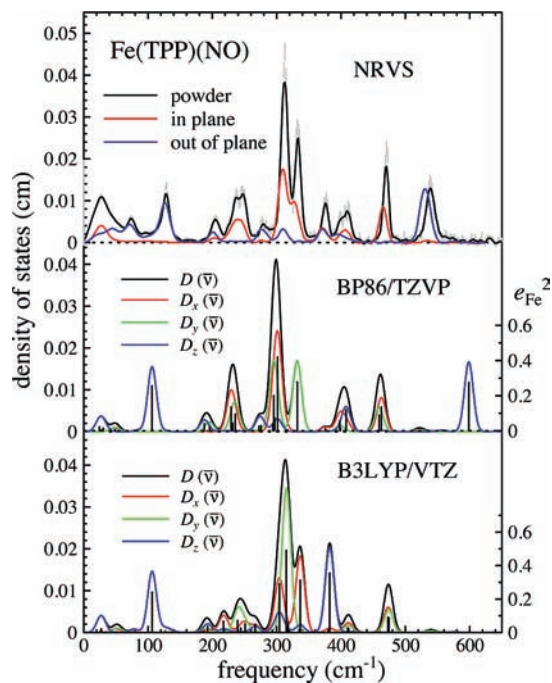 Fe(TPP)(NO)
NRVS
powder
in plane
out of plane
0.05
0.04
0.03
0.02
0.01
0
BP86/TZVP
D (ν̅)
Dx (ν̅)
Dy (ν̅)
Dz (ν̅)
0.04
0.03
0.02
0.01
0
eFe²
0.6
0.4
0.2
0
B3LYP/VTZ
D (ν̅)
Dx (ν̅)
Dy (ν̅)
Dz (ν̅)
0.04
0.03
0.02
0.01
0
0.6
0.4
0.2
0
density of states (cm)
0 100 200 300 400 500 600
frequency (cm⁻¹)